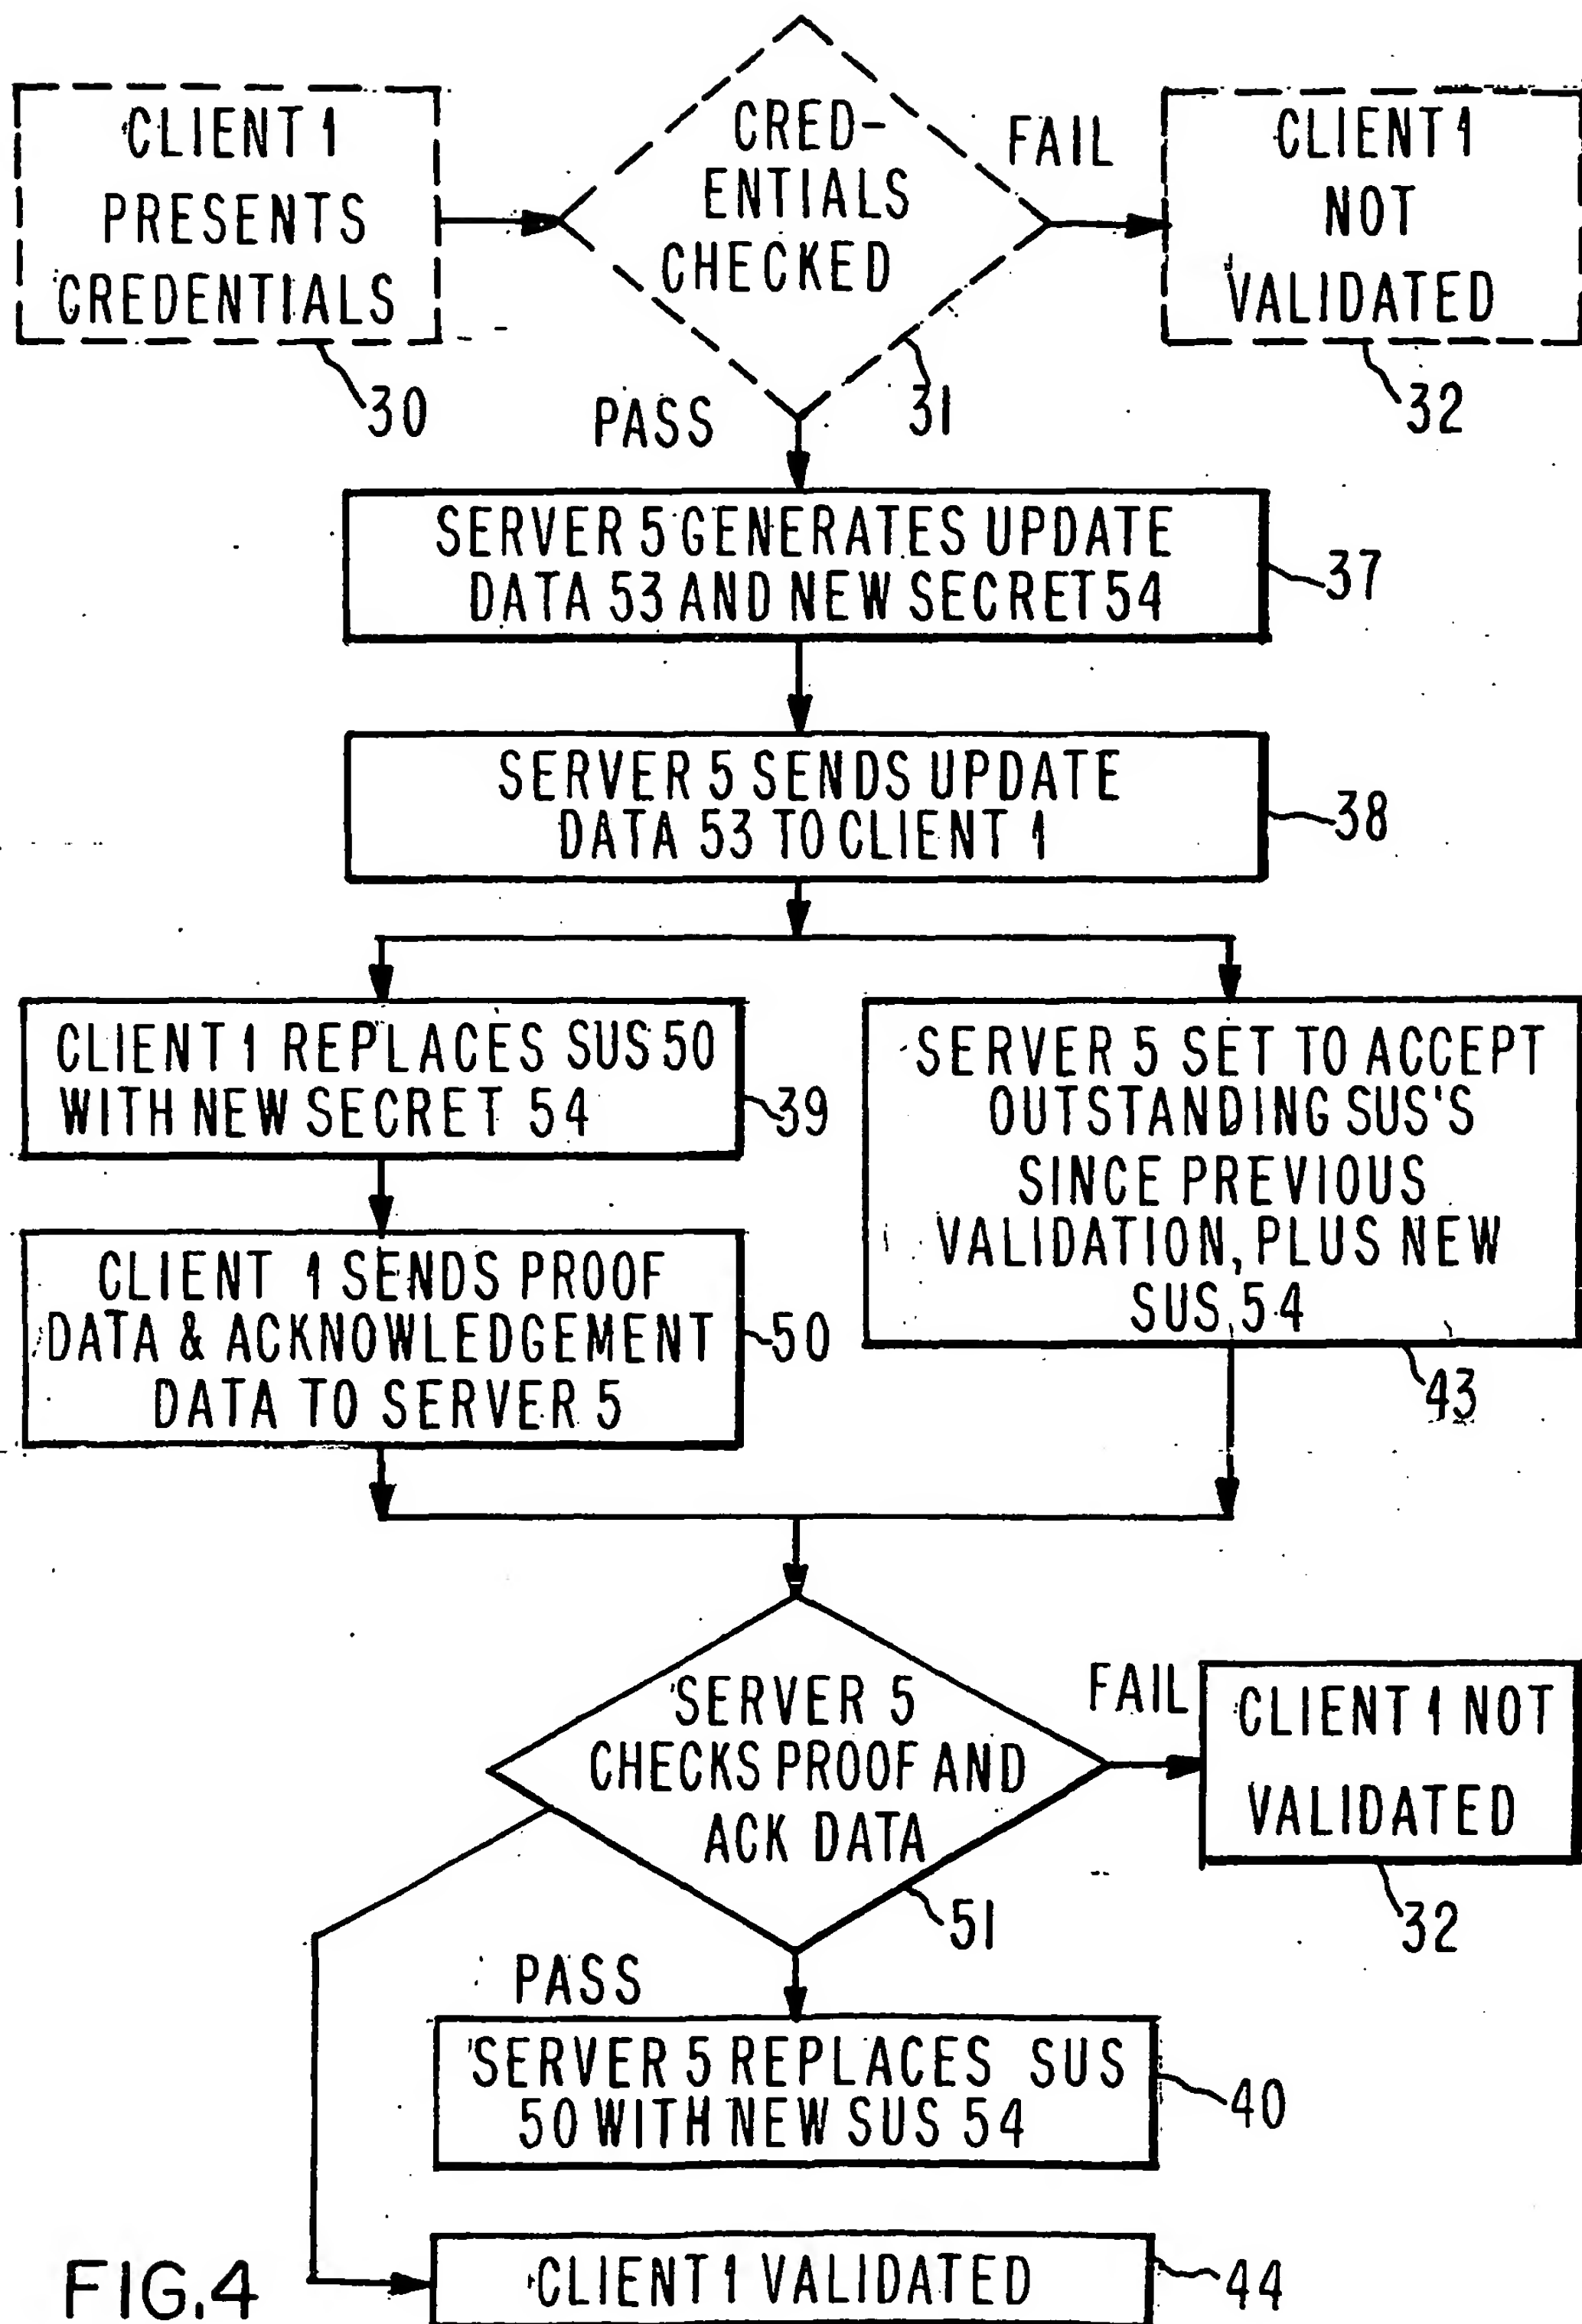 CLIENT 1
PRESENTS
CREDENTIALS
30
CRED-
ENTIALS
CHECKED
31
FAIL
CLIENT 1
NOT
VALIDATED
32
PASS
SERVER 5 GENERATES UPDATE
DATA 53 AND NEW SECRET 54
37
SERVER 5 SENDS UPDATE
DATA 53 TO CLIENT 1
38
CLIENT 1 REPLACES SUS 50
WITH NEW SECRET 54
39
CLIENT 1 SENDS PROOF
DATA & ACKNOWLEDGEMENT
DATA TO SERVER 5
50
SERVER 5 SET TO ACCEPT
OUTSTANDING SUS'S
SINCE PREVIOUS
VALIDATION, PLUS NEW
SUS 54
43
SERVER 5
CHECKS PROOF AND
ACK DATA
51
FAIL
CLIENT 1 NOT
VALIDATED
32
PASS
SERVER 5 REPLACES SUS
50 WITH NEW SUS 54
40
CLIENT 1 VALIDATED
44
FIG.4